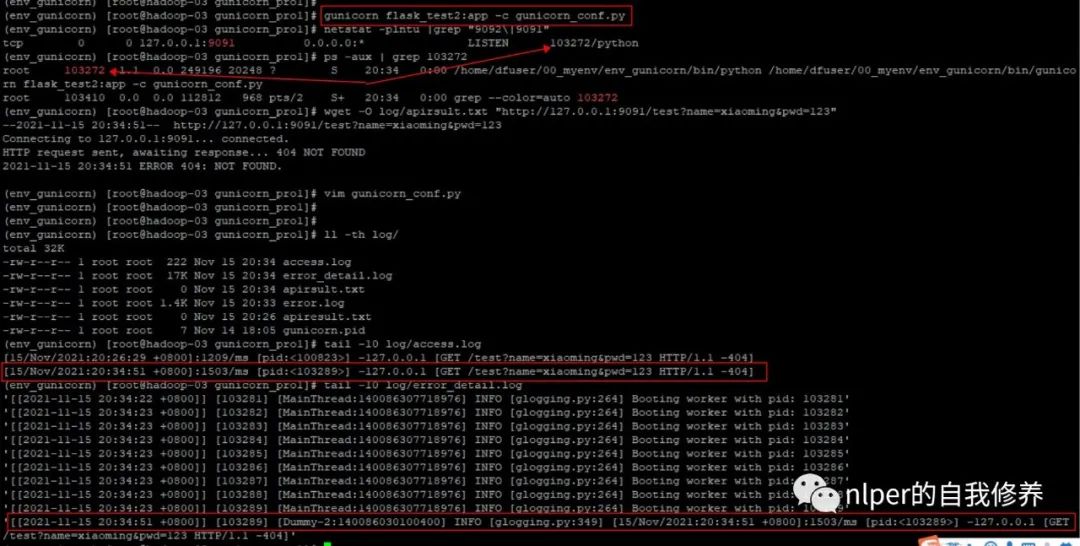 (env_gunicorn) [root@hadoop-03 gunicorn_pro1]#
(env_gunicorn) [root@hadoop-03 gunicorn_pro1]# gunicorn flask_test2:app -c gunicorn_conf.py
(env_gunicorn) [root@hadoop-03 gunicorn_pro1]# netstat -plntu |grep "9092\|9091"
tcp 0 0 127.0.0.1:9091 0.0.0.0:* LISTEN 103272/python
(env_gunicorn) [root@hadoop-03 gunicorn_pro1]# ps -aux | grep 103272
root 103272 1.1 0.0 249196 20248 ? S 20:34 0:00 /home/dfuser/00_myenv/env_gunicorn/bin/python /home/dfuser/00_myenv/env_gunicorn/bin/gunico
rn flask_test2:app -c gunicorn_conf.py
root 103410 0.0 0.0 112812 968 pts/2 S+ 20:34 0:00 grep --color=auto 103272
(env_gunicorn) [root@hadoop-03 gunicorn_pro1]# wget -O log/apirsult.txt "http://127.0.0.1:9091/test?name=xiaoming&pwd=123"
--2021-11-15 20:34:51-- http://127.0.0.1:9091/test?name=xiaoming&pwd=123
Connecting to 127.0.0.1:9091... connected.
HTTP request sent, awaiting response... 404 NOT FOUND
2021-11-15 20:34:51 ERROR 404: NOT FOUND.
(env_gunicorn) [root@hadoop-03 gunicorn_pro1]# vim gunicorn_conf.py
(env_gunicorn) [root@hadoop-03 gunicorn_pro1]#
(env_gunicorn) [root@hadoop-03 gunicorn_pro1]#
(env_gunicorn) [root@hadoop-03 gunicorn_pro1]# ll -th log/
total 32K
-rw-r--r-- 1 root root 222 Nov 15 20:34 access.log
-rw-r--r-- 1 root root 17K Nov 15 20:34 error_detail.log
-rw-r--r-- 1 root root 0 Nov 15 20:34 apirsult.txt
-rw-r--r-- 1 root root 1.4K Nov 15 20:33 error.log
-rw-r--r-- 1 root root 0 Nov 15 20:26 apiresult.txt
-rw-r--r-- 1 root root 7 Nov 14 18:05 gunicorn.pid
(env_gunicorn) [root@hadoop-03 gunicorn_pro1]# tail -10 log/access.log
[15/Nov/2021:20:26:29 +0800]:1209/ms [pid:<100823>] -127.0.0.1 [GET /test?name=xiaoming&pwd=123 HTTP/1.1 -404]
[15/Nov/2021:20:34:51 +0800]:1503/ms [pid:<103289>] -127.0.0.1 [GET /test?name=xiaoming&pwd=123 HTTP/1.1 -404]
(env_gunicorn) [root@hadoop-03 gunicorn_pro1]# tail -10 log/error_detail.log
'[[2021-11-15 20:34:22 +0800]] [103281] [MainThread:140086307718976] INFO [glogging.py:264] Booting worker with pid: 103281'
'[[2021-11-15 20:34:23 +0800]] [103282] [MainThread:140086307718976] INFO [glogging.py:264] Booting worker with pid: 103282'
'[[2021-11-15 20:34:23 +0800]] [103283] [MainThread:140086307718976] INFO [glogging.py:264] Booting worker with pid: 103283'
'[[2021-11-15 20:34:23 +0800]] [103284] [MainThread:140086307718976] INFO [glogging.py:264] Booting worker with pid: 103284'
'[[2021-11-15 20:34:23 +0800]] [103285] [MainThread:140086307718976] INFO [glogging.py:264] Booting worker with pid: 103285'
'[[2021-11-15 20:34:23 +0800]] [103286] [MainThread:140086307718976] INFO [glogging.py:264] Booting worker with pid: 103286'
'[[2021-11-15 20:34:23 +0800]] [103287] [MainThread:140086307718976] INFO [glogging.py:264] Booting worker with pid:
'[[2021-11-15 20:34:23 +0800]] [103288] [MainThread:140086307718976] INFO [glogging.py:264] Booting worker with pid:
'[[2021-11-15 20:34:23 +0800]] [103289] [MainThread:140086307718976] INFO [glogging.py:264] Booting worker with pid: 103289'
'[[2021-11-15 20:34:51 +0800]] [103289] [Dummy-2:140086030100400] INFO [glogging.py:349] [15/Nov/2021:20:34:51 +0800]:1503/ms [pid:<103289>] -127.0.0.1 [GET
/test?name=xiaoming&pwd=123 HTTP/1.1 -404]'
nlper的自我修养